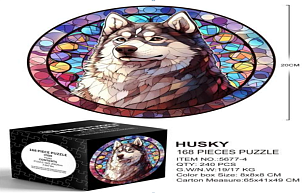 20CM
HUSKY
168 PIECES PUZZLE
ITEM NO.:5677-4
QTY: 240 PCS
G.W/N.W:19/17 KG
Color box Size: 8x8x8 CM
Carton Measure:65x41x49 CM
168 PIECES PUZZLE